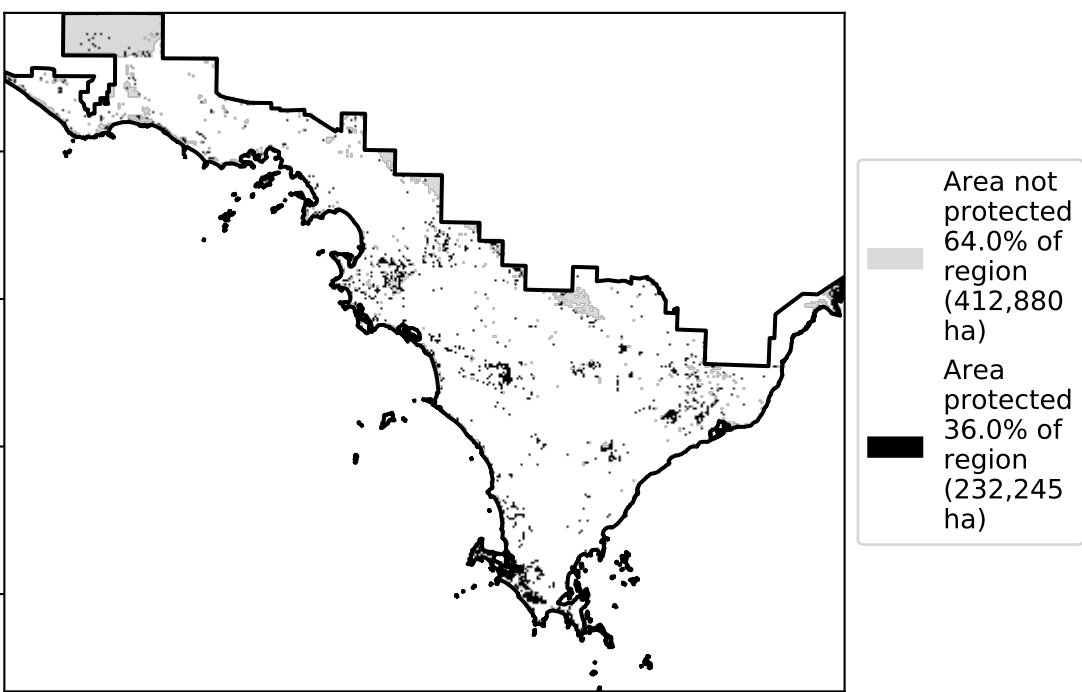 Area not
protected
64.0% of
region
(412,880
ha)
Area
protected
36.0% of
region
(232,245
ha)